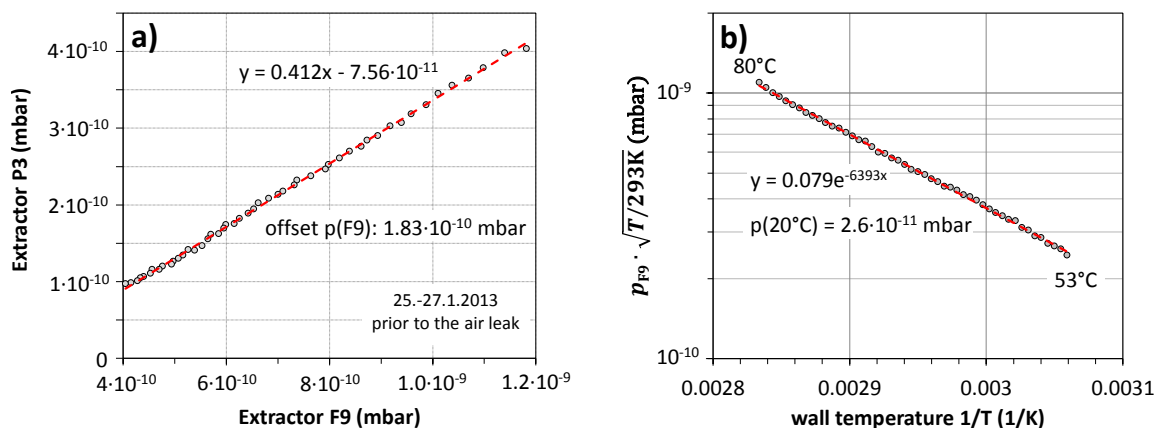 a)
y = 0.412x - 7.56·10⁻¹¹
offset p(F9): 1.83·10⁻¹⁰ mbar
25.-27.1.2013
prior to the air leak
Extractor P3 (mbar)
4·10⁻¹⁰
3·10⁻¹⁰
2·10⁻¹⁰
1·10⁻¹⁰
0
4·10⁻¹⁰ 6·10⁻¹⁰ 8·10⁻¹⁰ 1.0·10⁻⁹ 1.2·10⁻⁹
Extractor F9 (mbar)
b)
80°C
y = 0.079e⁻⁶³⁹³ˣ
p(20°C) = 2.6·10⁻¹¹ mbar
53°C
p_F9 · √T/293K (mbar)
10⁻⁹
10⁻¹⁰
0.0028 0.0029 0.003 0.0031
wall temperature 1/T (1/K)